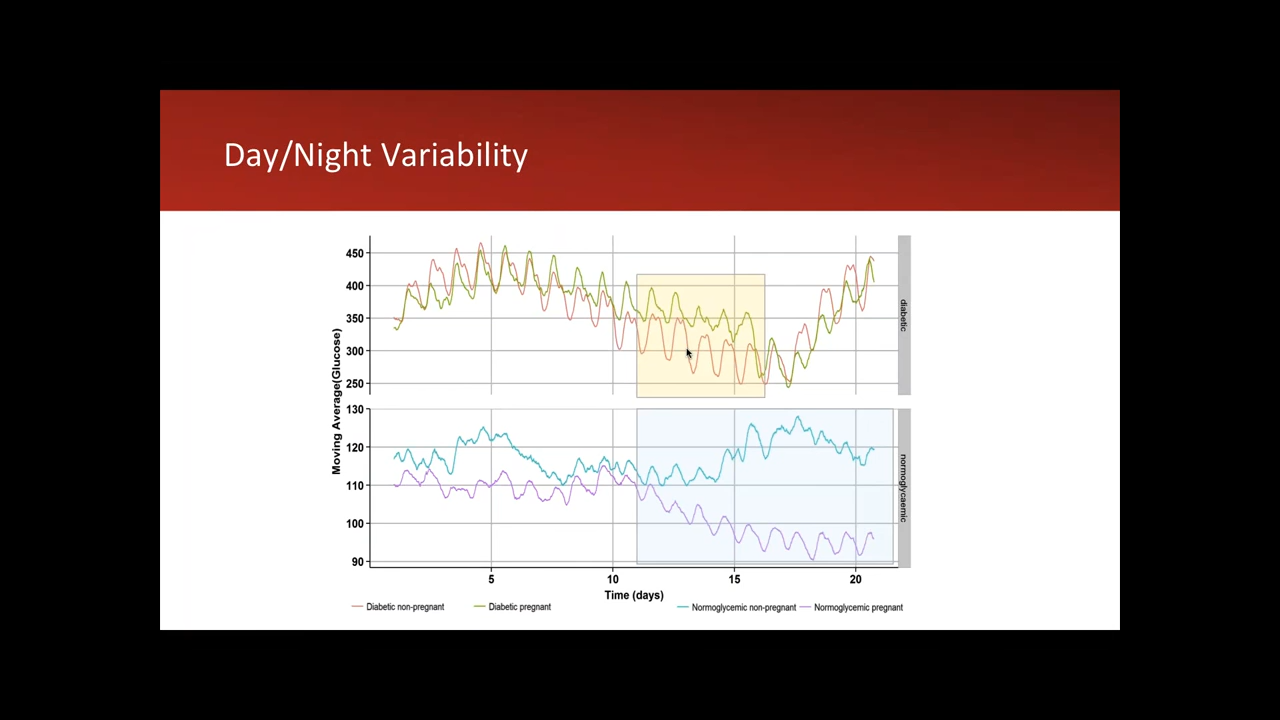 Day/Night Variability
Moving Average(Glucose)
450
400
350
300
250
diabetic
130
120
110
100
90
normoglycaemic
5
10
15
20
Time (days)
Diabetic non-pregnant
Diabetic pregnant
Normoglycemic non-pregnant
Normoglycemic pregnant